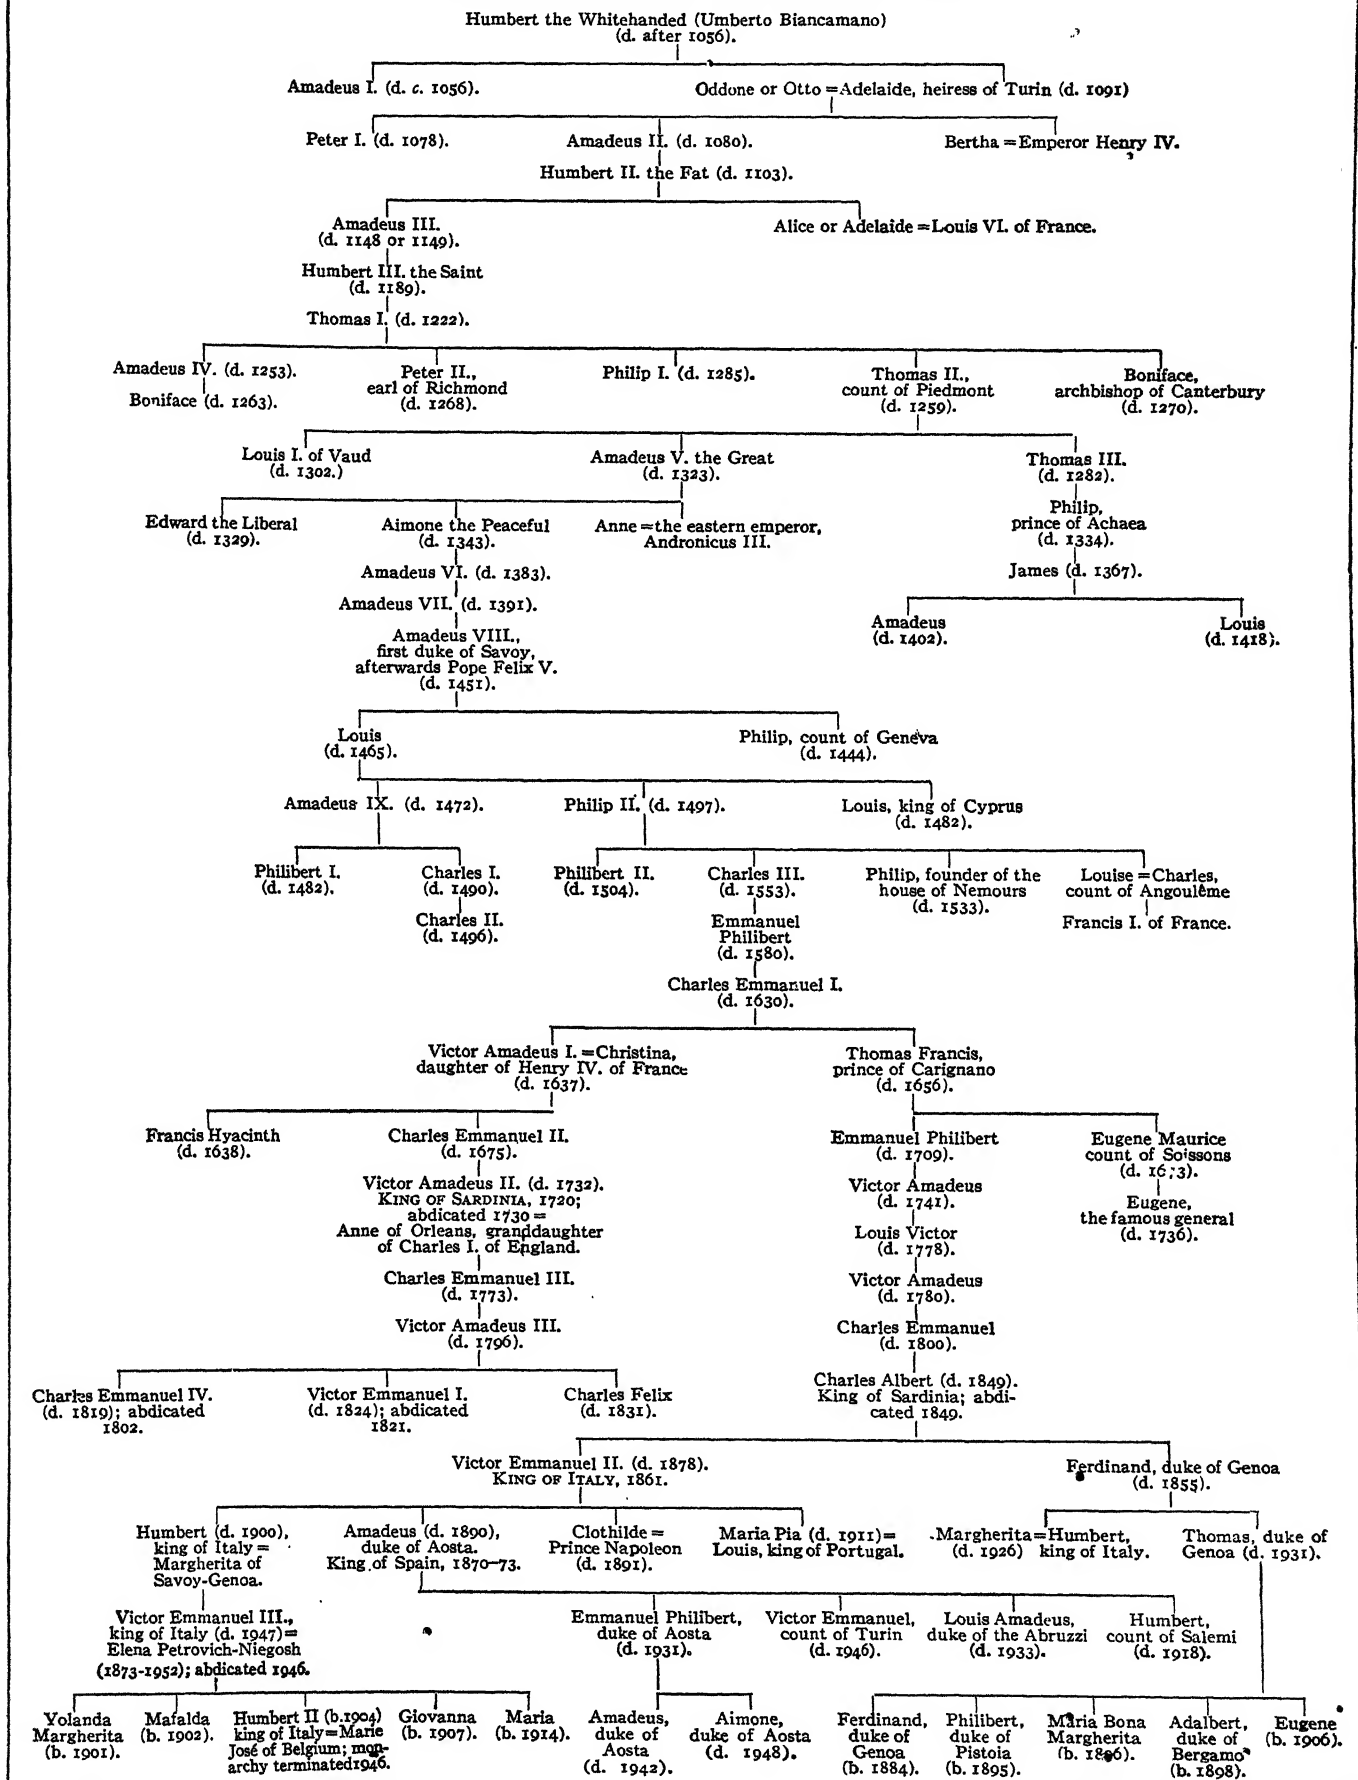 Humbert the Whitehanded (Umberto Biancamano)
(d. after 1056).
Amadeus I. (d. c. 1056).
Oddone or Otto = Adelaide, heiress of Turin (d. 1091)
Peter I. (d. 1078).
Amadeus II. (d. 1080).
Bertha = Emperor Henry IV.
Humbert II. the Fat (d. 1103).
Amadeus III.
(d. 1148 or 1149).
Alice or Adelaide = Louis VI. of France.
Humbert III. the Saint
(d. 1189).
Thomas I. (d. 1222).
Amadeus IV. (d. 1253).
Boniface (d. 1263).
Peter II.,
earl of Richmond
(d. 1268).
Philip I. (d. 1285).
Thomas II.,
count of Piedmont
(d. 1259).
Boniface,
archbishop of Canterbury
(d. 1270).
Louis I. of Vaud
(d. 1302.)
Amadeus V. the Great
(d. 1323).
Thomas III.
(d. 1282).
Edward the Liberal
(d. 1329).
Aimone the Peaceful
(d. 1343).
Anne = the eastern emperor,
Andronicus III.
Philip,
prince of Achaea
(d. 1334).
Amadeus VI. (d. 1383).
James (d. 1367).
Amadeus VII. (d. 1391).
Amadeus
(d. 1402).
Louis
(d. 1418).
Amadeus VIII.,
first duke of Savoy,
afterwards Pope Felix V.
(d. 1451).
Louis
(d. 1465).
Philip, count of Geneva
(d. 1444).
Amadeus IX. (d. 1472).
Philip II. (d. 1497).
Louis, king of Cyprus
(d. 1482).
Philibert I.
(d. 1482).
Charles I.
(d. 1490).
Charles II.
(d. 1496).
Philibert II.
(d. 1504).
Charles III.
(d. 1553).
Philip, founder of the
house of Nemours
(d. 1533).
Louise = Charles,
count of Angoulême
Francis I. of France.
Emmanuel
Philibert
(d. 1580).
Charles Emmanuel I.
(d. 1630).
Victor Amadeus I. = Christina,
daughter of Henry IV. of France
(d. 1637).
Thomas Francis,
prince of Carignano
(d. 1656).
Francis Hyacinth
(d. 1638).
Charles Emmanuel II.
(d. 1675).
Emmanuel Philibert
(d. 1709).
Eugene Maurice
count of Soissons
Victor Amadeus II. (d. 1732).
KING OF SARDINIA, 1720;
abdicated 1730 =
Anne of Orleans, granddaughter
of Charles I. of England.
Victor Amadeus
(d. 1741).
Eugene,
the famous general
(d. 1736).
Louis Victor
(d. 1778).
Charles Emmanuel III.
(d. 1773).
Victor Amadeus
(d. 1780).
Victor Amadeus III.
(d. 1796).
Charles Emmanuel
(d. 1800).
Charles Emmanuel IV.
(d. 1819); abdicated
1802.
Victor Emmanuel I.
(d. 1824); abdicated
1821.
Charles Felix
(d. 1831).
Charles Albert (d. 1849).
King of Sardinia; abdi-
cated 1849.
Victor Emmanuel II. (d. 1878).
KING OF ITALY, 1861.
Ferdinand, duke of Genoa
(d. 1855).
Humbert (d. 1900),
king of Italy =
Margherita of
Savoy-Genoa.
Amadeus (d. 1890),
duke of Aosta.
King of Spain, 1870-73.
Clothilde =
Prince Napoleon
(d. 1891).
Maria Pia (d. 1911) =
Louis, king of Portugal.
Margherita = Humbert,
(d. 1926) king of Italy.
Thomas, duke of
Genoa (d. 1931).
Victor Emmanuel III.,
king of Italy (d. 1947) =
Elena Petrovich-Niegosh
(1873-1952); abdicated 1946.
Emmanuel Philibert,
duke of Aosta
(d. 1931).
Victor Emmanuel,
count of Turin
(d. 1946).
Louis Amadeus,
duke of the Abruzzi
(d. 1933).
Humbert,
count of Salemi
(d. 1918).
Yolanda
Margherita
(b. 1901).
Mafalda
(b. 1902).
Humbert II (b.1904)
king of Italy = Marie
José of Belgium; mon-
archy terminated 1946.
Giovanna
(b. 1907).
Maria
(b. 1914).
Amadeus,
duke of
Aosta
(d. 1942).
Aimone,
duke of Aosta
(d. 1948).
Ferdinand,
duke of
Genoa
(b. 1884).
Philibert,
duke of
Pistoia
(b. 1895).
Maria Bona
Margherita
(b. 1896).
Adalbert,
duke of
Bergamo
(b. 1898).
Eugene
(b. 1906).